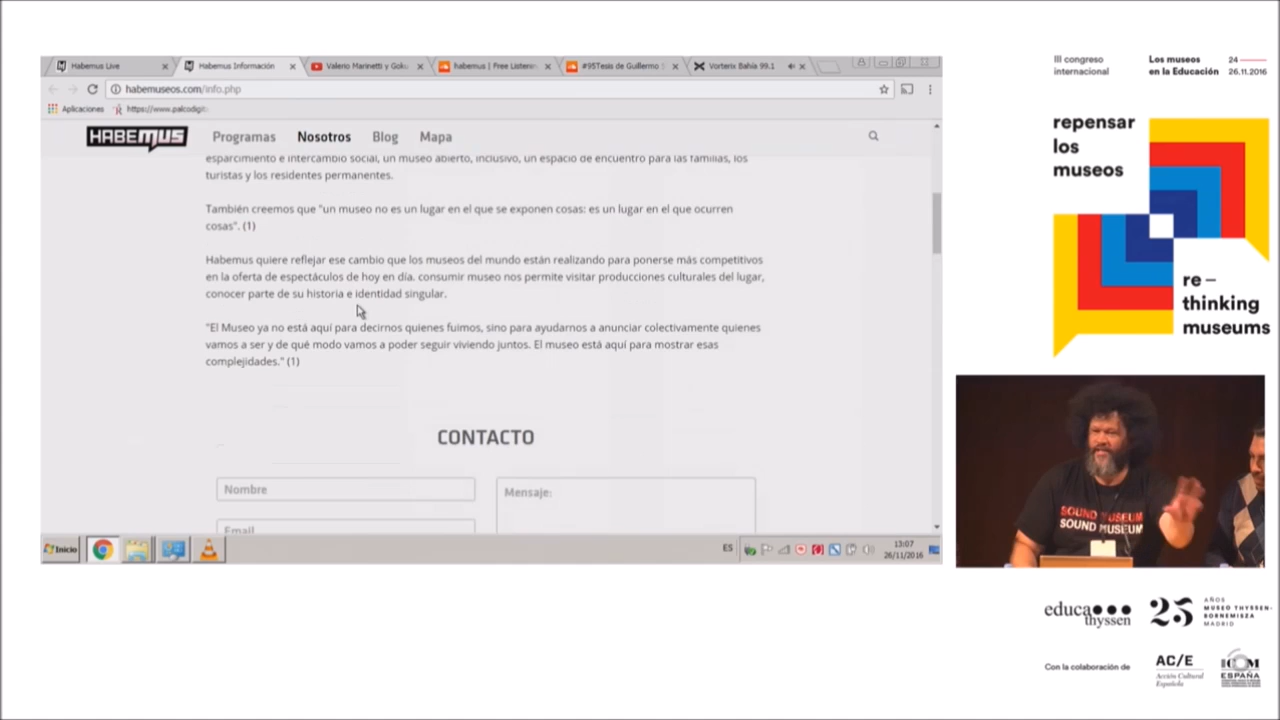 Habemus Live
Habemus Información
Valerio Marinetti y Goku
habemus | Free Listenin
#95Tesis de Guillermo S
Vorterix Bahia 99.1
habemuseos.com/info.php
Aplicaciones
https://www.palcodigit
HABEMUS
Programas
Nosotros
Blog
Mapa
esparcimiento e intercambio social, un museo abierto, inclusivo, un espacio de encuentro para las familias, los
turistas y los residentes permanentes.
También creemos que "un museo no es un lugar en el que se exponen cosas: es un lugar en el que ocurren
cosas". (1)
Habemus quiere reflejar ese cambio que los museos del mundo están realizando para ponerse más competitivos
en la oferta de espectáculos de hoy en día. consumir museo nos permite visitar producciones culturales del lugar,
conocer parte de su historia e identidad singular.
"El Museo ya no está aquí para decirnos quienes fuimos, sino para ayudarnos a anunciar colectivamente quienes
vamos a ser y de qué modo vamos a poder seguir viviendo juntos. El museo está aquí para mostrar esas
complejidades." (1)
CONTACTO
Nombre
Mensaje:
Email
Inicio
ES
13:07
26/11/2016
III congreso
internacional
Los museos
en la Educación
24
26.11.2016
repensar
los
museos
re –
thinking
museums
SOUND MUSEUM
SOUND MUSEUM
educa
thyssen
25
AÑOS
MUSEO THYSSEN-
BORNEMISZA
MADRID
Con la colaboración de
AC/E
Acción Cultural
Española
ICOM
ESPAÑA